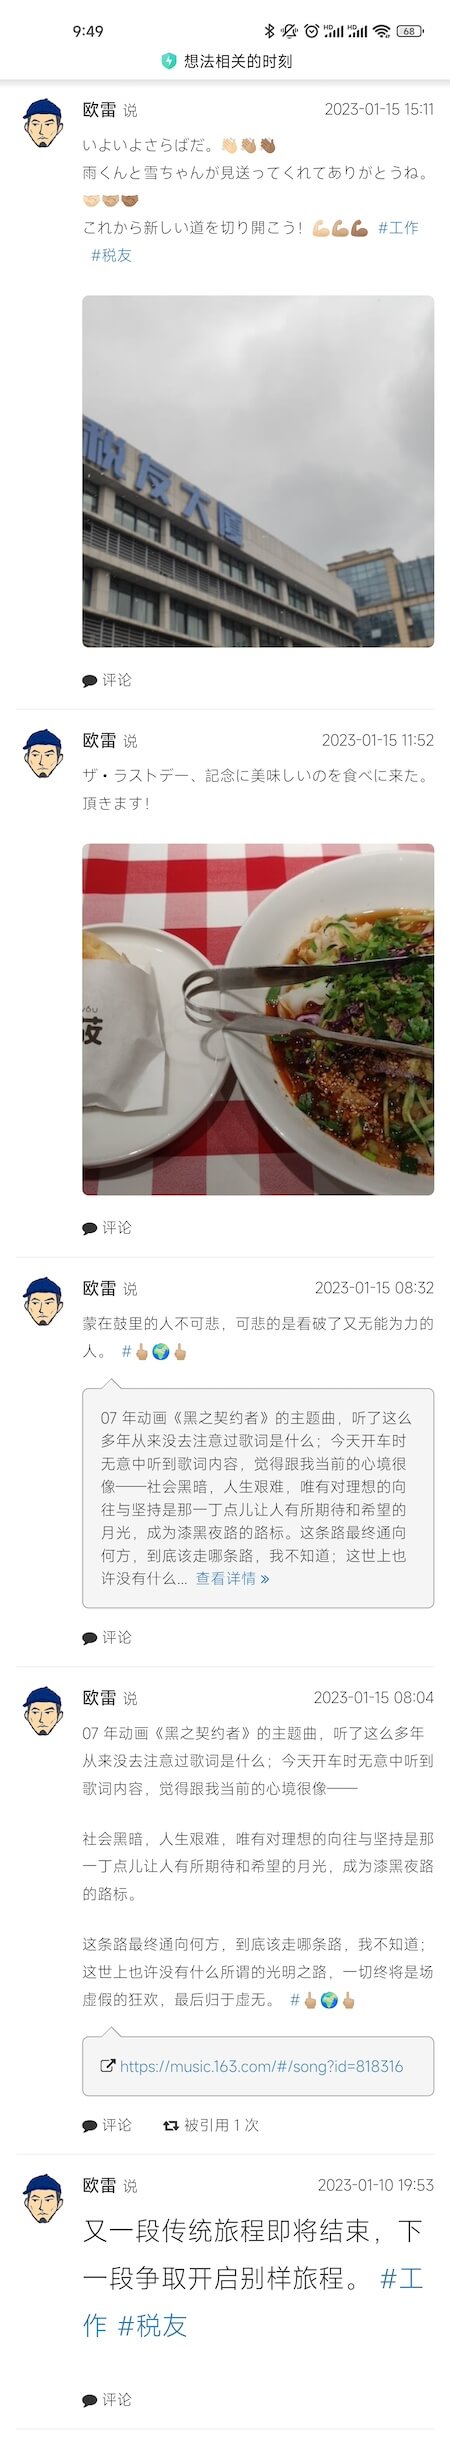 9:49
HD HD 68
想法相关的时刻
欧雷 说 2023-01-15 15:11
いよいよさらばだ。👋🏻👋🏼👋🏾
雨くんと雪ちゃんが見送ってくれてありがとうね。
🤝🏻🤝🏼🤝🏾
これから新しい道を切り開こう！💪🏻💪🏼💪🏾 #工作
#税友
税友大厦
评论
欧雷 说 2023-01-15 11:52
ザ・ラストデー、記念に美味しいのを食べに来た。
頂きます！
评论
欧雷 说 2023-01-15 08:32
蒙在鼓里的人不可悲，可悲的是看破了又无能为力的
人。 #🖕🏼🌍🖕🏼
07 年动画《黑之契约者》的主题曲，听了这么
多年从来没去注意过歌词是什么；今天开车时
无意中听到歌词内容，觉得跟我当前的心境很
像——社会黑暗，人生艰难，唯有对理想的向
往与坚持是那一丁点儿让人有所期待和希望的
月光，成为漆黑夜路的路标。这条路最终通向
何方，到底该走哪条路，我不知道；这世上也
许没有什么... 查看详情 »
评论
欧雷 说 2023-01-15 08:04
07 年动画《黑之契约者》的主题曲，听了这么多年
从来没去注意过歌词是什么；今天开车时无意中听到
歌词内容，觉得跟我当前的心境很像——
社会黑暗，人生艰难，唯有对理想的向往与坚持是那
一丁点儿让人有所期待和希望的月光，成为漆黑夜路
的路标。
这条路最终通向何方，到底该走哪条路，我不知道；
这世上也许没有什么所谓的光明之路，一切终将是场
虚假的狂欢，最后归于虚无。 #🖕🏼🌍🖕🏼
https://music.163.com/#/song?id=818316
评论 被引用 1 次
欧雷 说 2023-01-10 19:53
又一段传统旅程即将结束，下
一段争取开启别样旅程。 #工
作 #税友
评论